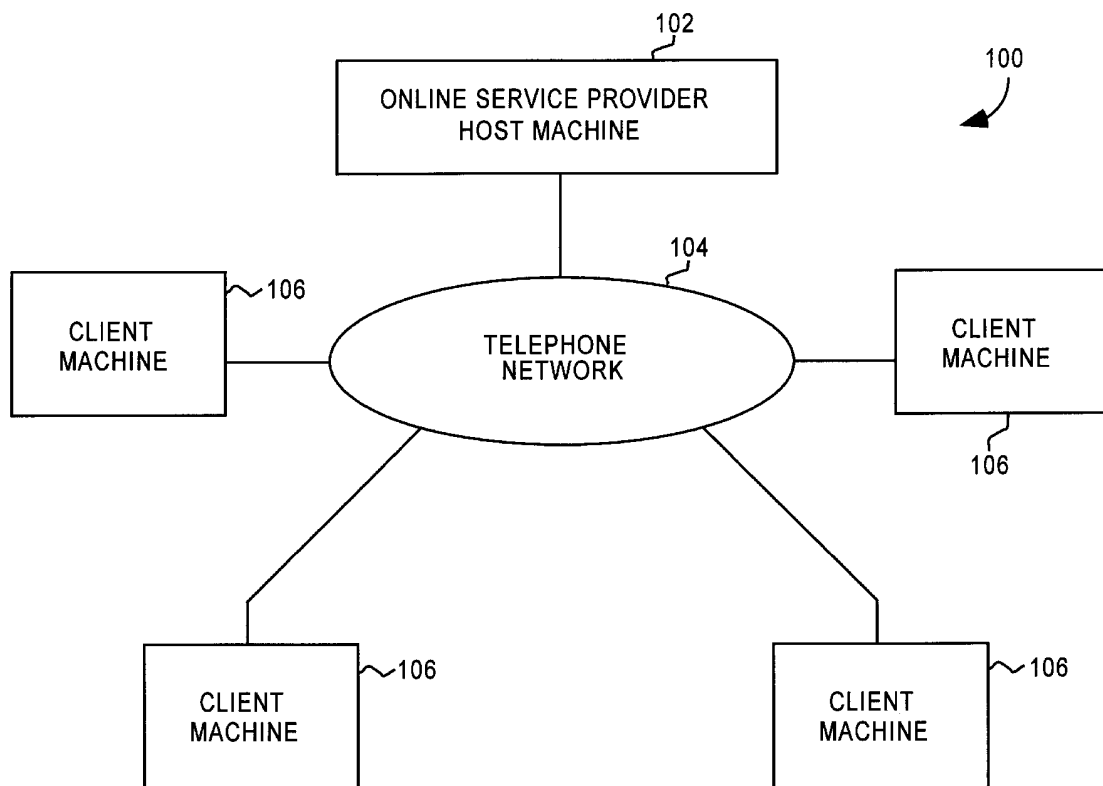 102
100
ONLINE SERVICE PROVIDER
HOST MACHINE
104
106
CLIENT
MACHINE
TELEPHONE
NETWORK
CLIENT
MACHINE
106
106
CLIENT
MACHINE
106
CLIENT
MACHINE